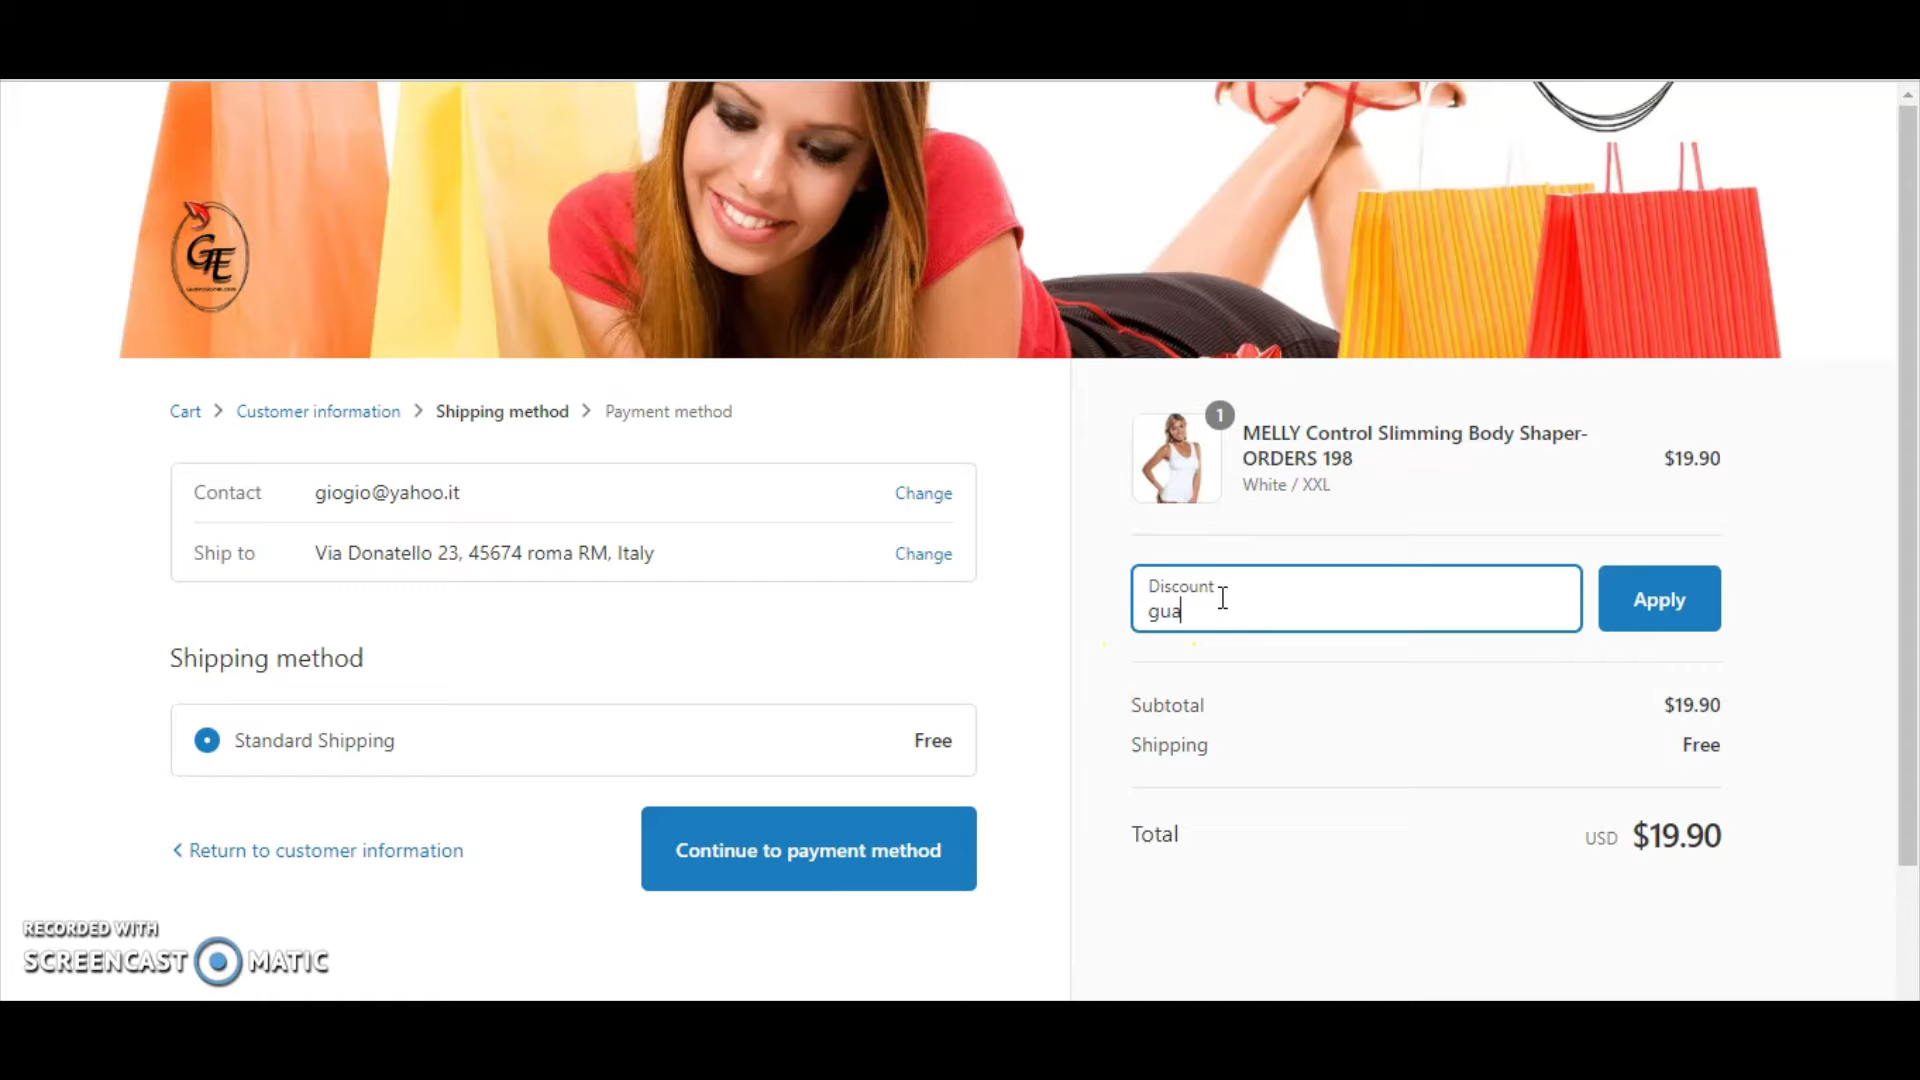 GE
Cart > Customer information > Shipping method > Payment method
Contact giogio@yahoo.it Change
Ship to Via Donatello 23, 45674 roma RM, Italy Change
Shipping method
Standard Shipping Free
< Return to customer information
Continue to payment method
1
MELLY Control Slimming Body Shaper-
ORDERS 198
$19.90
White / XXL
Discount
gua
Apply
Subtotal $19.90
Shipping Free
Total USD $19.90
RECORDED WITH
SCREENCAST MATIC